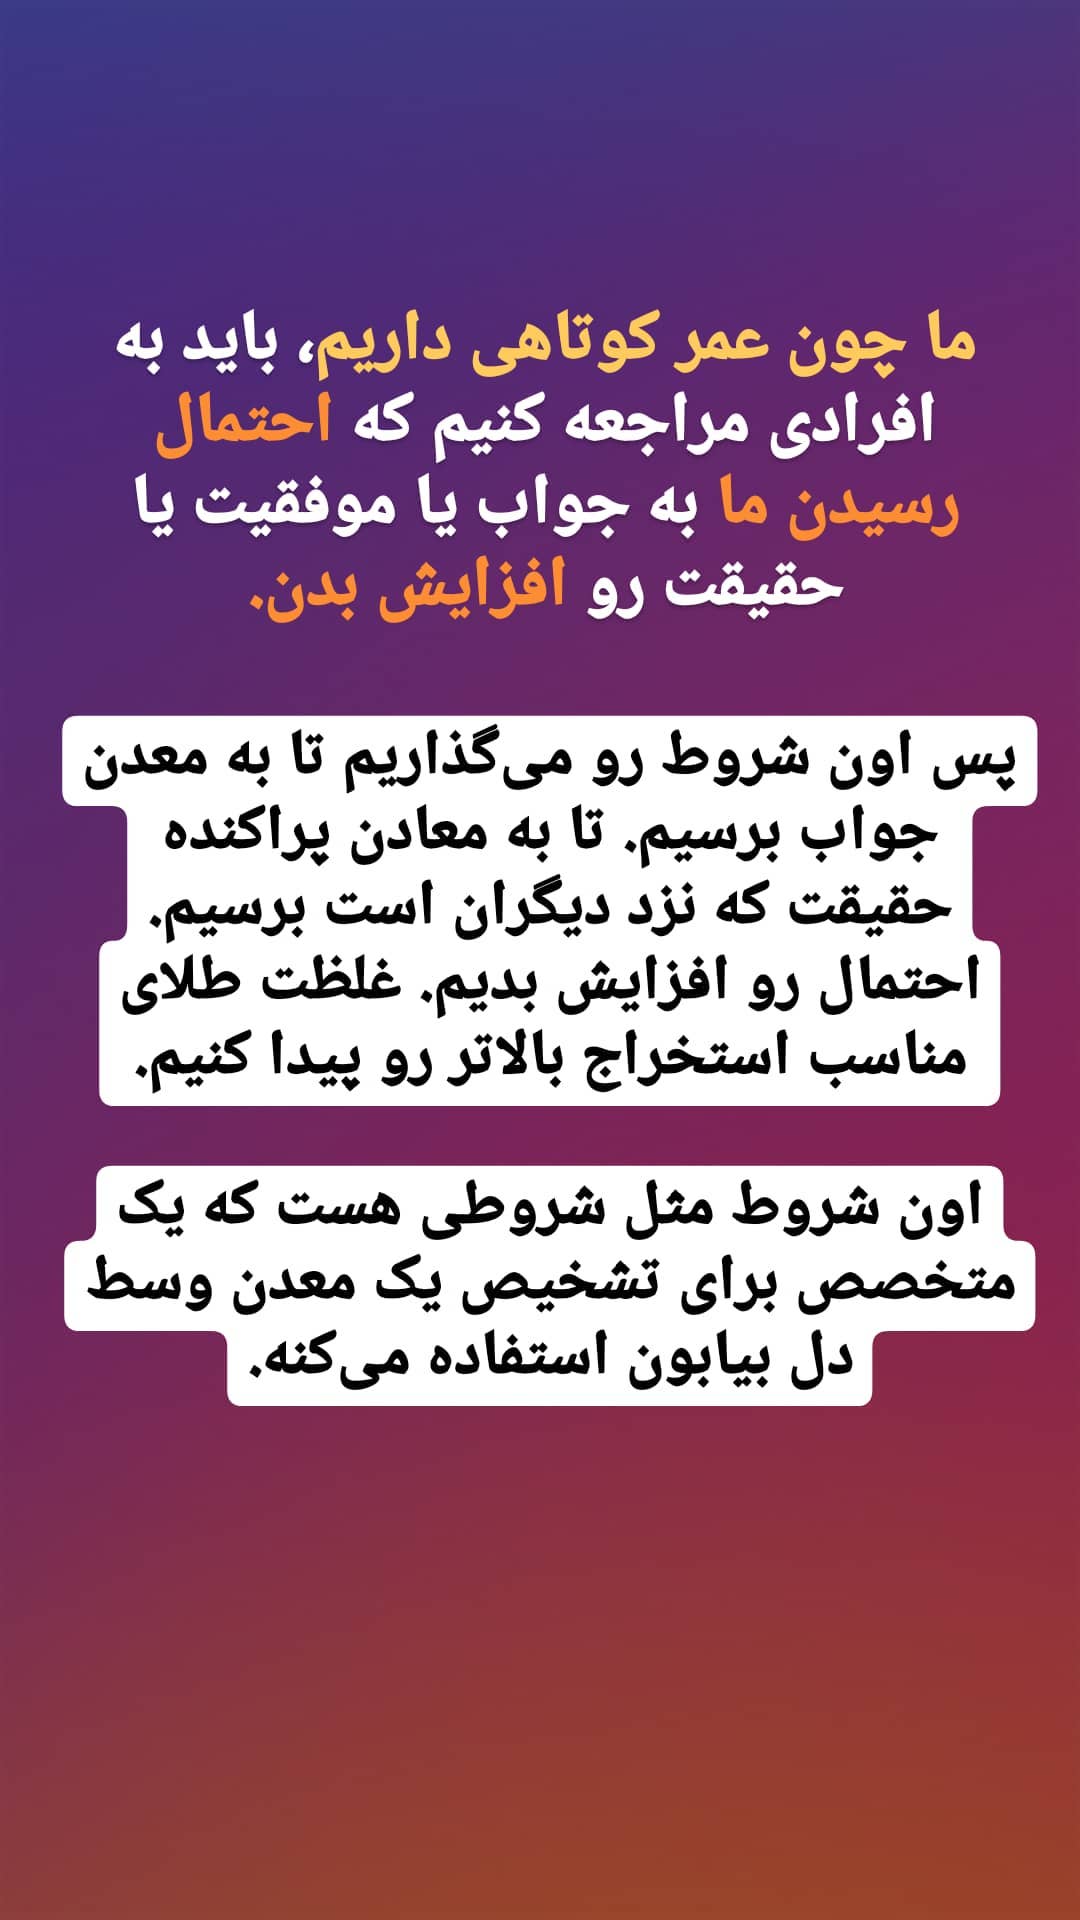 ما چون عمر کوتاهی داریم، باید به
افرادی مراجعه کنیم که احتمال
رسیدن ما به جواب یا موفقیت یا
حقیقت رو افزایش بدن.
پس اون شروط رو می‌گذاریم تا به معدن
جواب برسیم. تا به معادن پراکنده
حقیقت که نزد دیگران است برسیم.
احتمال رو افزایش بدیم. غلظت طلای
مناسب استخراج بالاتر رو پیدا کنیم.
اون شروط مثل شروطی هست که یک
متخصص برای تشخیص یک معدن وسط
دل بیابون استفاده می‌کنه.